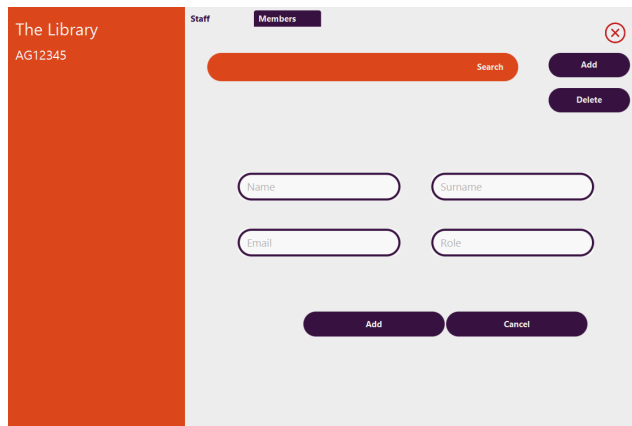 The Library
AG12345
Staff
Members
Search
Add
Delete
Name
Surname
Email
Role
Add
Cancel